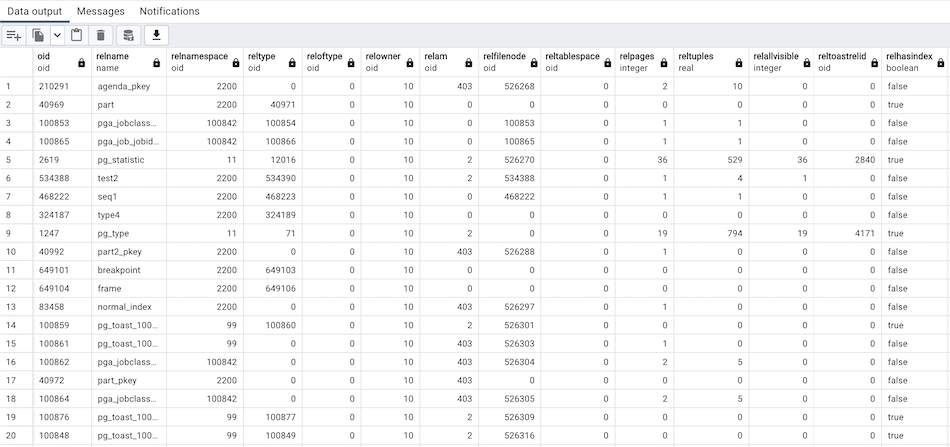 Data output Messages Notifications
oid relname relnamespace reltype reloftype relowner relam relfilenode reltablespace relpages reltuples relallvisible reltoastrelid relhasindex
oid name oid oid oid oid oid oid oid integer real integer oid boolean
1 210291 agenda_pkey 2200 0 0 10 403 526268 0 2 10 0 0 false
2 40969 part 2200 40971 0 10 0 0 0 0 0 0 0 true
3 100853 pga_jobclass... 100842 100854 0 10 0 100853 0 1 1 0 0 false
4 100865 pga_job_jobid... 100842 100866 0 10 0 100865 0 1 1 0 0 false
5 2619 pg_statistic 11 12016 0 10 2 526270 0 36 529 36 2840 true
6 534388 test2 2200 534390 0 10 2 534388 0 1 4 1 0 false
7 468222 seq1 2200 468223 0 10 0 468222 0 1 1 0 0 false
8 324187 type4 2200 324189 0 10 0 0 0 0 0 0 0 false
9 1247 pg_type 11 71 0 10 2 0 0 19 794 19 4171 true
10 40992 part2_pkey 2200 0 0 10 403 526288 0 1 0 0 0 false
11 649101 breakpoint 2200 649103 0 10 0 0 0 0 0 0 0 false
12 649104 frame 2200 649106 0 10 0 0 0 0 0 0 0 false
13 83458 normal_index 2200 0 0 10 403 526297 0 1 0 0 0 false
14 100859 pg_toast_100... 99 100860 0 10 2 526301 0 0 0 0 0 true
15 100861 pg_toast_100... 99 0 0 10 403 526303 0 1 0 0 0 false
16 100862 pga_jobclass... 100842 0 0 10 403 526304 0 2 5 0 0 false
17 40972 part_pkey 2200 0 0 10 403 0 0 0 0 0 0 false
18 100864 pga_jobclass... 100842 0 0 10 403 526305 0 2 5 0 0 false
19 100876 pg_toast_100... 99 100877 0 10 2 526309 0 0 0 0 0 true
20 100848 pg_toast_100... 99 100849 0 10 2 526316 0 0 0 0 0 true